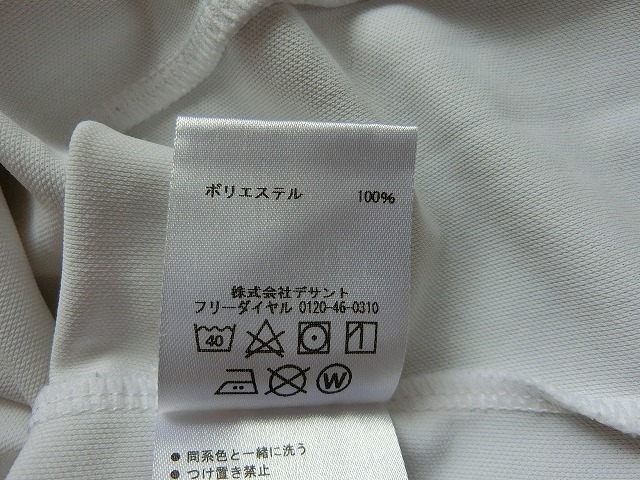 ポリエステル 100%
株式会社デサント
フリーダイヤル 0120-46-0310
40
W
● 同系色と一緒に洗う
● つけ置き禁止